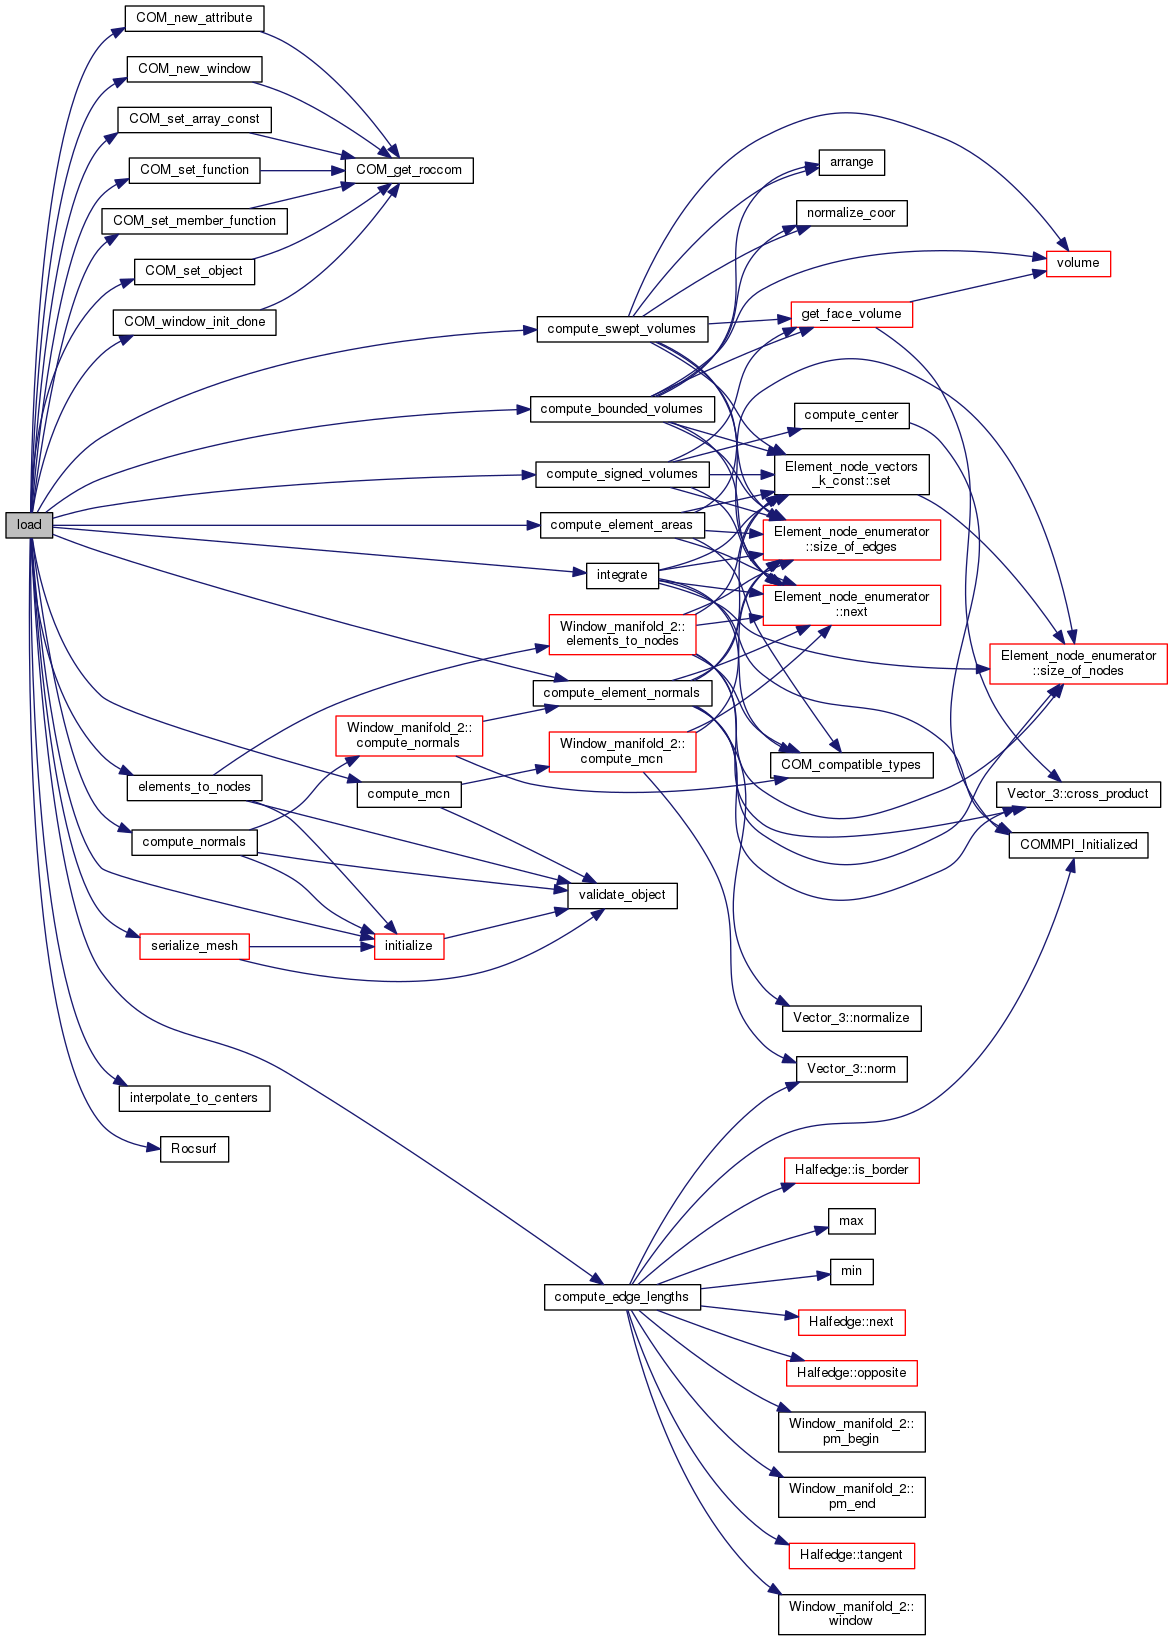 COM_new_attribute
COM_new_window
COM_set_array_const
COM_set_function
COM_set_member_function
COM_set_object
COM_window_init_done
COM_get_roccom
load
compute_swept_volumes
compute_bounded_volumes
compute_signed_volumes
compute_element_areas
integrate
Window_manifold_2::
elements_to_nodes
compute_element_normals
Window_manifold_2::
compute_normals
Window_manifold_2::
compute_mcn
elements_to_nodes
compute_mcn
compute_normals
validate_object
serialize_mesh
initialize
interpolate_to_centers
Rocsurf
compute_edge_lengths
arrange
normalize_coor
volume
get_face_volume
compute_center
Element_node_vectors
_k_const::set
Element_node_enumerator
::size_of_edges
Element_node_enumerator
::next
Element_node_enumerator
::size_of_nodes
COM_compatible_types
Vector_3::cross_product
COMMPI_Initialized
Vector_3::normalize
Vector_3::norm
Halfedge::is_border
max
min
Halfedge::next
Halfedge::opposite
Window_manifold_2::
pm_begin
Window_manifold_2::
pm_end
Halfedge::tangent
Window_manifold_2::
window